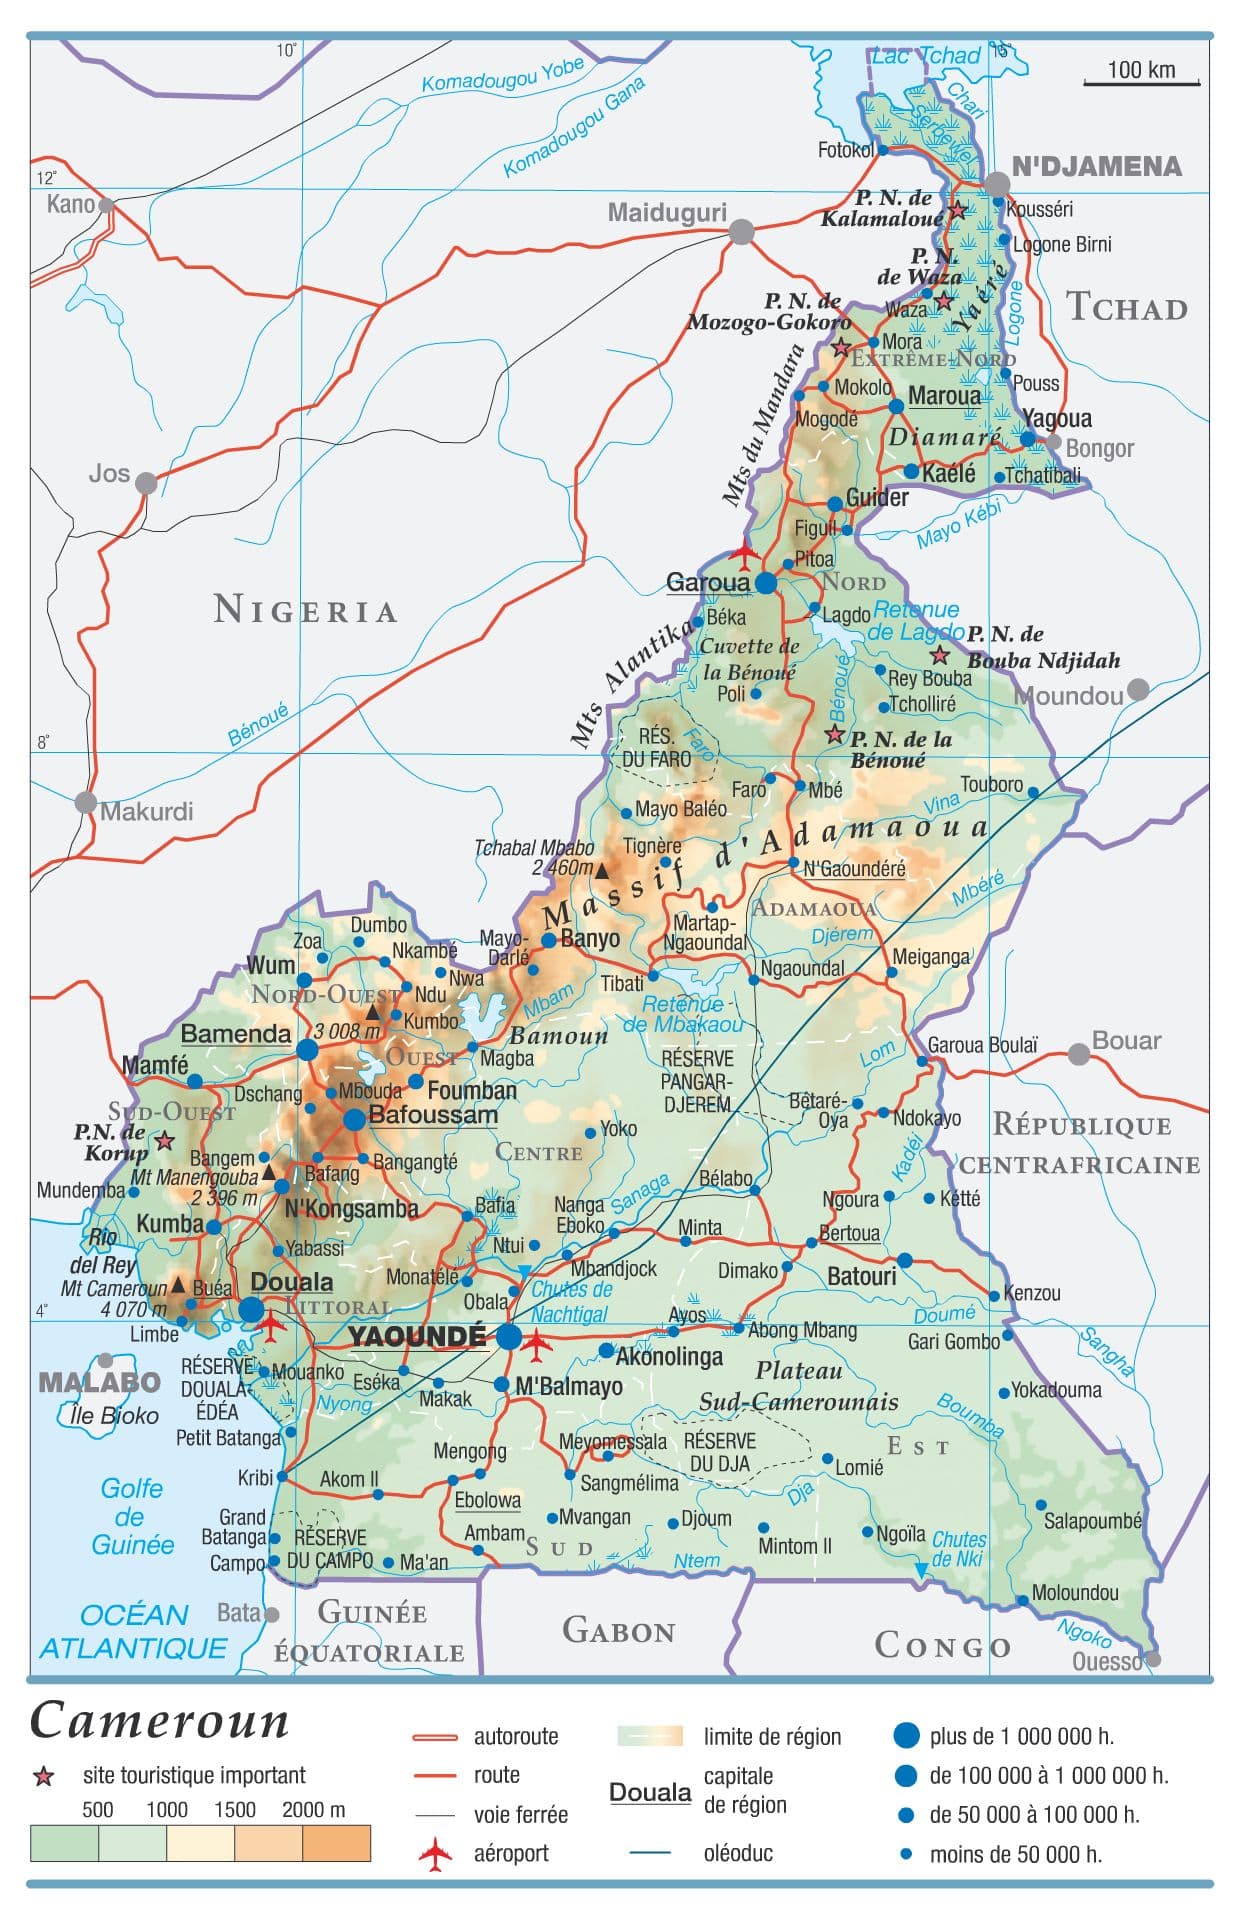 10°
15°
Lac Tchad
100 km
Komadougou Yobe
Komadougou Gana
Chari
Serbewel
Fotokol
N'DJAMENA
12°
Kano
Maiduguri
P. N. de
Kalamaloué
Kousséri
Logone Birni
P. N.
de Waza
Waza
Yaéré
Logone
TCHAD
P. N. de
Mozogo-Gokoro
Mora
EXTRÊME-NORD
Mokolo
Pouss
Mogodé
Maroua
Yagoua
Bongor
Diamaré
Mts du Mandara
Jos
Kaélé
Tchatibali
Guider
Figuil
Mayo Kébi
Pitoa
Garoua
NORD
NIGERIA
Lagdo
Retenue
de Lagdo
Béka
Mts Alantika
Cuvette de
la Bénoué
P. N. de
Bouba Ndjidah
Poli
Rey Bouba
Tcholliré
Moundou
Bénoué
Bénoué
8°
RÉS.
DU FARO
Faro
P. N. de la
Bénoué
Faro
Mbé
Touboro
Makurdi
Mayo Baléo
Vina
Tchabal Mbabo
2 460m
Tignère
Massif d'Adamaoua
N'Gaoundéré
Mbéré
ADAMAOUA
Martap-
Ngaoundal
Djérem
Dumbo
Zoa
Nkambé
Mayo-
Darlé
Banyo
Wum
Nwa
Tibati
Ngaoundal
Meiganga
NORD-OUEST
Ndu
Mbam
Retenue
de Mbakaou
Kumbo
3 008 m
Bamenda
Bamoun
OUEST
Magba
Garoua Boulaï
Bouar
Mamfé
Lom
RÉSERVE
PANGAR-
DJEREM
Dschang
Mbouda
Foumban
Bafoussam
SUD-OUEST
P.N. de
Korup
Bétaré-
Oya
Ndokayo
RÉPUBLIQUE
CENTRAFRICAINE
Yoko
CENTRE
Kadéi
Bangem
Mt Manengouba
2 396 m
Bafang
Bangangté
Mundemba
Bélabo
Sanaga
Ngoura
Kétté
N'Kongsamba
Bafia
Nanga
Eboko
Kumba
Minta
Bertoua
Rio
del Rey
Yabassi
Ntui
Mbandjock
Dimako
Batouri
Mt Cameroun
4 070 m
Buéa
Douala
Monatélé
Obala
Chutes de
Nachtigal
Kenzou
4°
LITTORAL
Limbe
YAOUNDÉ
Ayos
Abong Mbang
Doumé
Gari Gombo
Sangha
Akonolinga
MALABO
Île Bioko
RÉSERVE
DOUALA-
ÉDÉA
Mouanko
Eséka
Makak
M'Balmayo
Plateau
Sud-Camerounais
Yokadouma
Nyong
Boumba
Petit Batanga
Mengong
Meyomessala
RÉSERVE
DU DJA
EST
Kribi
Akom II
Sangmélima
Lomié
Golfe
de
Guinée
Ebolowa
Dja
Grand
Batanga
Mvangan
Djoum
Salapoumbé
Ambam
SUD
Mintom II
Ngoïla
Chutes
de Nki
RÉSERVE
DU CAMPO
Campo
Ma'an
Ntem
Moloundou
OCÉAN
ATLANTIQUE
Bata
GUINÉE
ÉQUATORIALE
GABON
CONGO
Ngoko
Ouesso
Cameroun
site touristique important
500 1000 1500 2000 m
autoroute
route
voie ferrée
aéroport
limite de région
Douala
capitale
de région
oléoduc
plus de 1 000 000 h.
de 100 000 à 1 000 000 h.
de 50 000 à 100 000 h.
moins de 50 000 h.